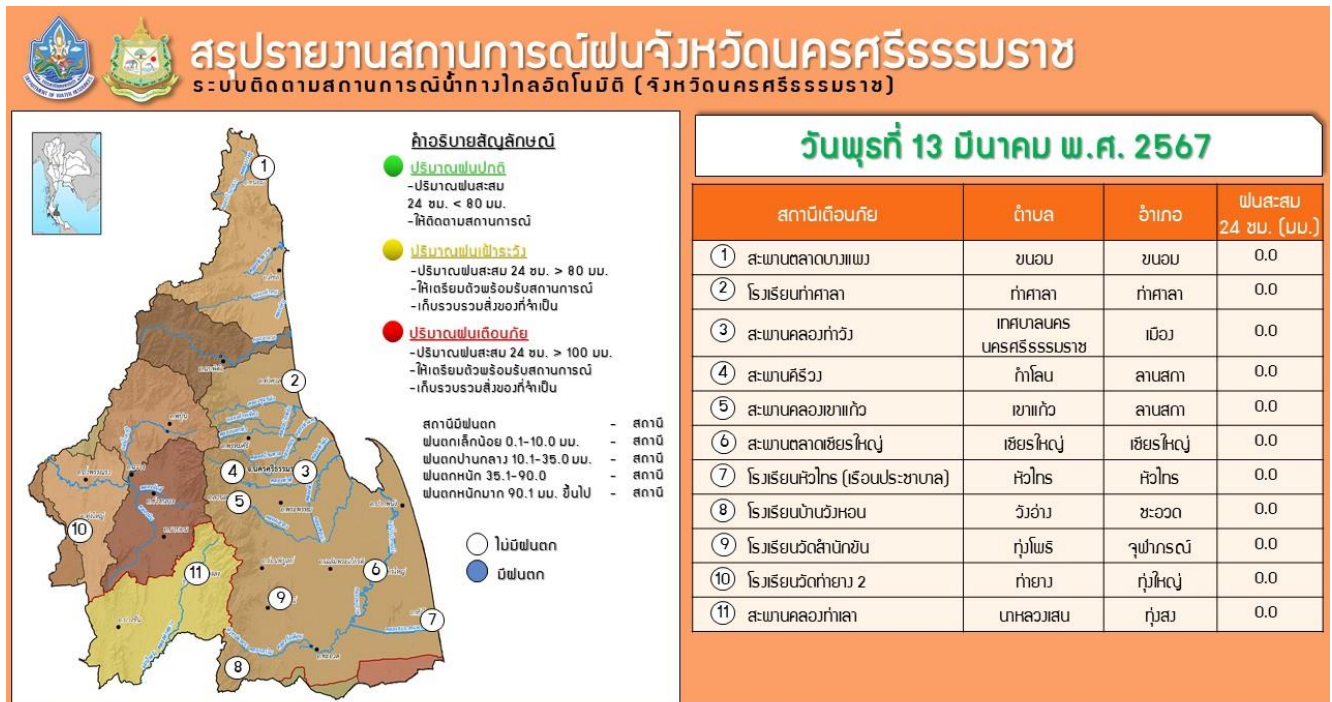 สรุปรายงานสถานการณ์ฝนจังหวัดนครศรีธรรมราช
ระบบติดตามสถานการณ์น้ำทางไกลอัตโนมัติ (จังหวัดนครศรีธรรมราช)
คำอธิบายสัญลักษณ์
ปริมาณฝนปกติ
-ปริมาณฝนสะสม
24 ชม. < 80 มม.
-ให้ติดตามสถานการณ์
ปริมาณฝนเฝ้าระวัง
-ปริมาณฝนสะสม 24 ชม. > 80 มม.
-ให้เตรียมตัวพร้อมรับสถานการณ์
-เก็บรวบรวมสิ่งของที่จำเป็น
ปริมาณฝนเตือนภัย
-ปริมาณฝนสะสม 24 ชม. > 100 มม.
-ให้เตรียมตัวพร้อมรับสถานการณ์
-เก็บรวบรวมสิ่งของที่จำเป็น
สถานีมีฝนตก - สถานี
ฝนตกเล็กน้อย 0.1-10.0 มม. - สถานี
ฝนตกปานกลาง 10.1-35.0 มม. - สถานี
ฝนตกหนัก 35.1-90.0 - สถานี
ฝนตกหนักมาก 90.1 มม. ขึ้นไป - สถานี
ไม่มีฝนตก
มีฝนตก
1
2
3
4
5
6
7
8
9
10
11
วันพุธที่ 13 มีนาคม พ.ศ. 2567
สถานีเตือนภัย ตำบล อำเภอ ฝนสะสม
24 ชม. (มม.)
1 สะพานตลาดบางแพง ขนอม ขนอม 0.0
2 โรงเรียนท่าศาลา ท่าศาลา ท่าศาลา 0.0
3 สะพานคลองท่าวัง เทศบาลนคร
นครศรีธรรมราช เมือง 0.0
4 สะพานคีรีวง กำโลน ลานสกา 0.0
5 สะพานคลองเขาแก้ว เขาแก้ว ลานสกา 0.0
6 สะพานตลาดเชียรใหญ่ เชียรใหญ่ เชียรใหญ่ 0.0
7 โรงเรียนหัวไทร (เรือนประชาบาล) หัวไทร หัวไทร 0.0
8 โรงเรียนบ้านวังหอน วังอ่าง ชะอวด 0.0
9 โรงเรียนวัดสำนักขัน ทุ่งโพธิ จุฬาภรณ์ 0.0
10 โรงเรียนวัดท่ายาง 2 ท่ายาง ทุ่งใหญ่ 0.0
11 สะพานคลองท่าเลา นาหลวงเสน ทุ่งสง 0.0